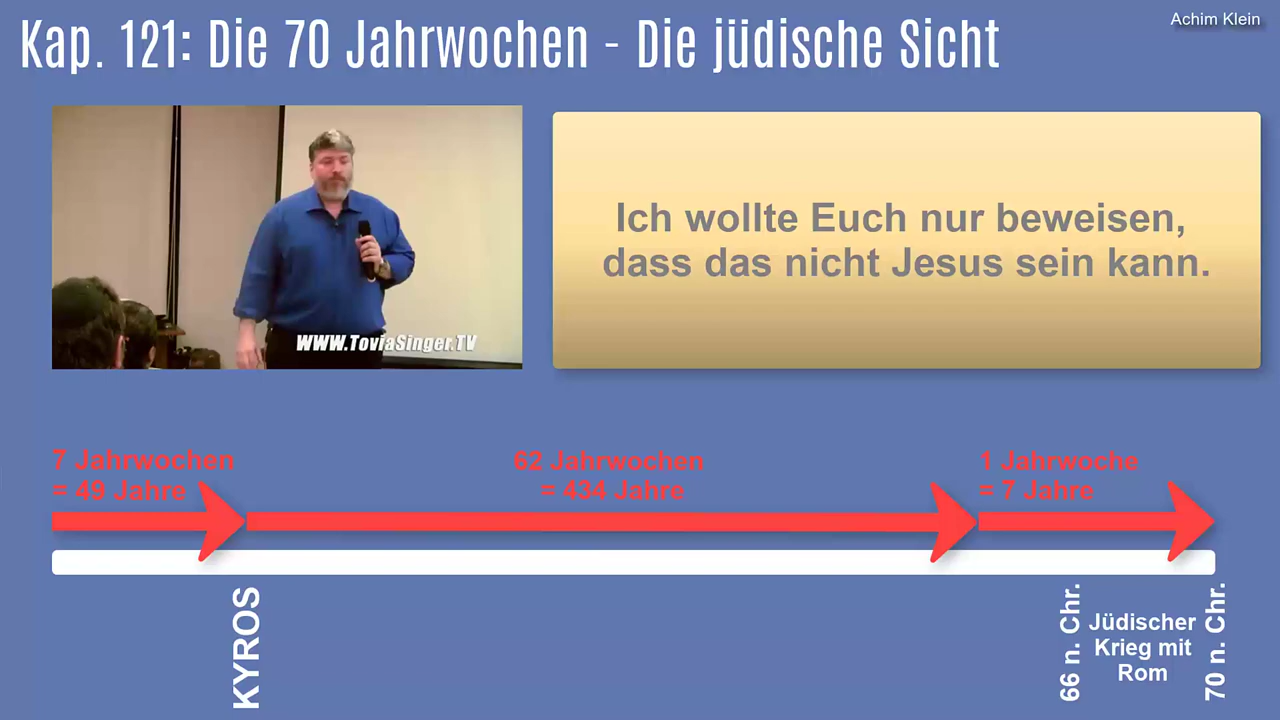 Achim Klein
Kap. 121: Die 70 Jahrwochen - Die jüdische Sicht
WWW.ToviaSinger.TV
Ich wollte Euch nur beweisen,
dass das nicht Jesus sein kann.
7 Jahrwochen
= 49 Jahre
62 Jahrwochen
= 434 Jahre
1 Jahrwoche
= 7 Jahre
KYROS
66 n. Chr.
Jüdischer
Krieg mit
Rom
70 n. Chr.